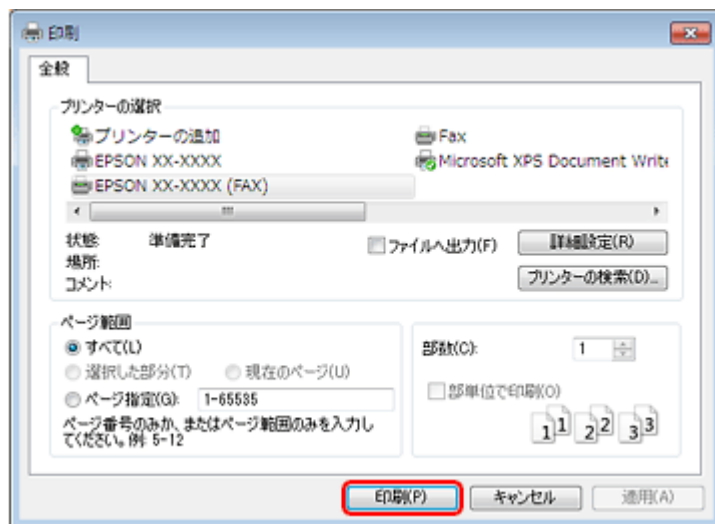 印刷
全般
プリンターの選択
プリンターの追加 Fax
EPSON XX-XXXX Microsoft XPS Document Write
EPSON XX-XXXX (FAX)
状態: 準備完了 ファイルへ出力(F) 詳細設定(R)
場所:
コメント: プリンターの検索(D)...
ページ範囲
すべて(L) 部数(C): 1
選択した部分(T) 現在のページ(U)
ページ指定(G): 1-65535 部単位で印刷(O)
ページ番号のみか、またはページ範囲のみを入力し
てください。例: 5-12
11 22 33
印刷(P) キャンセル 適用(A)